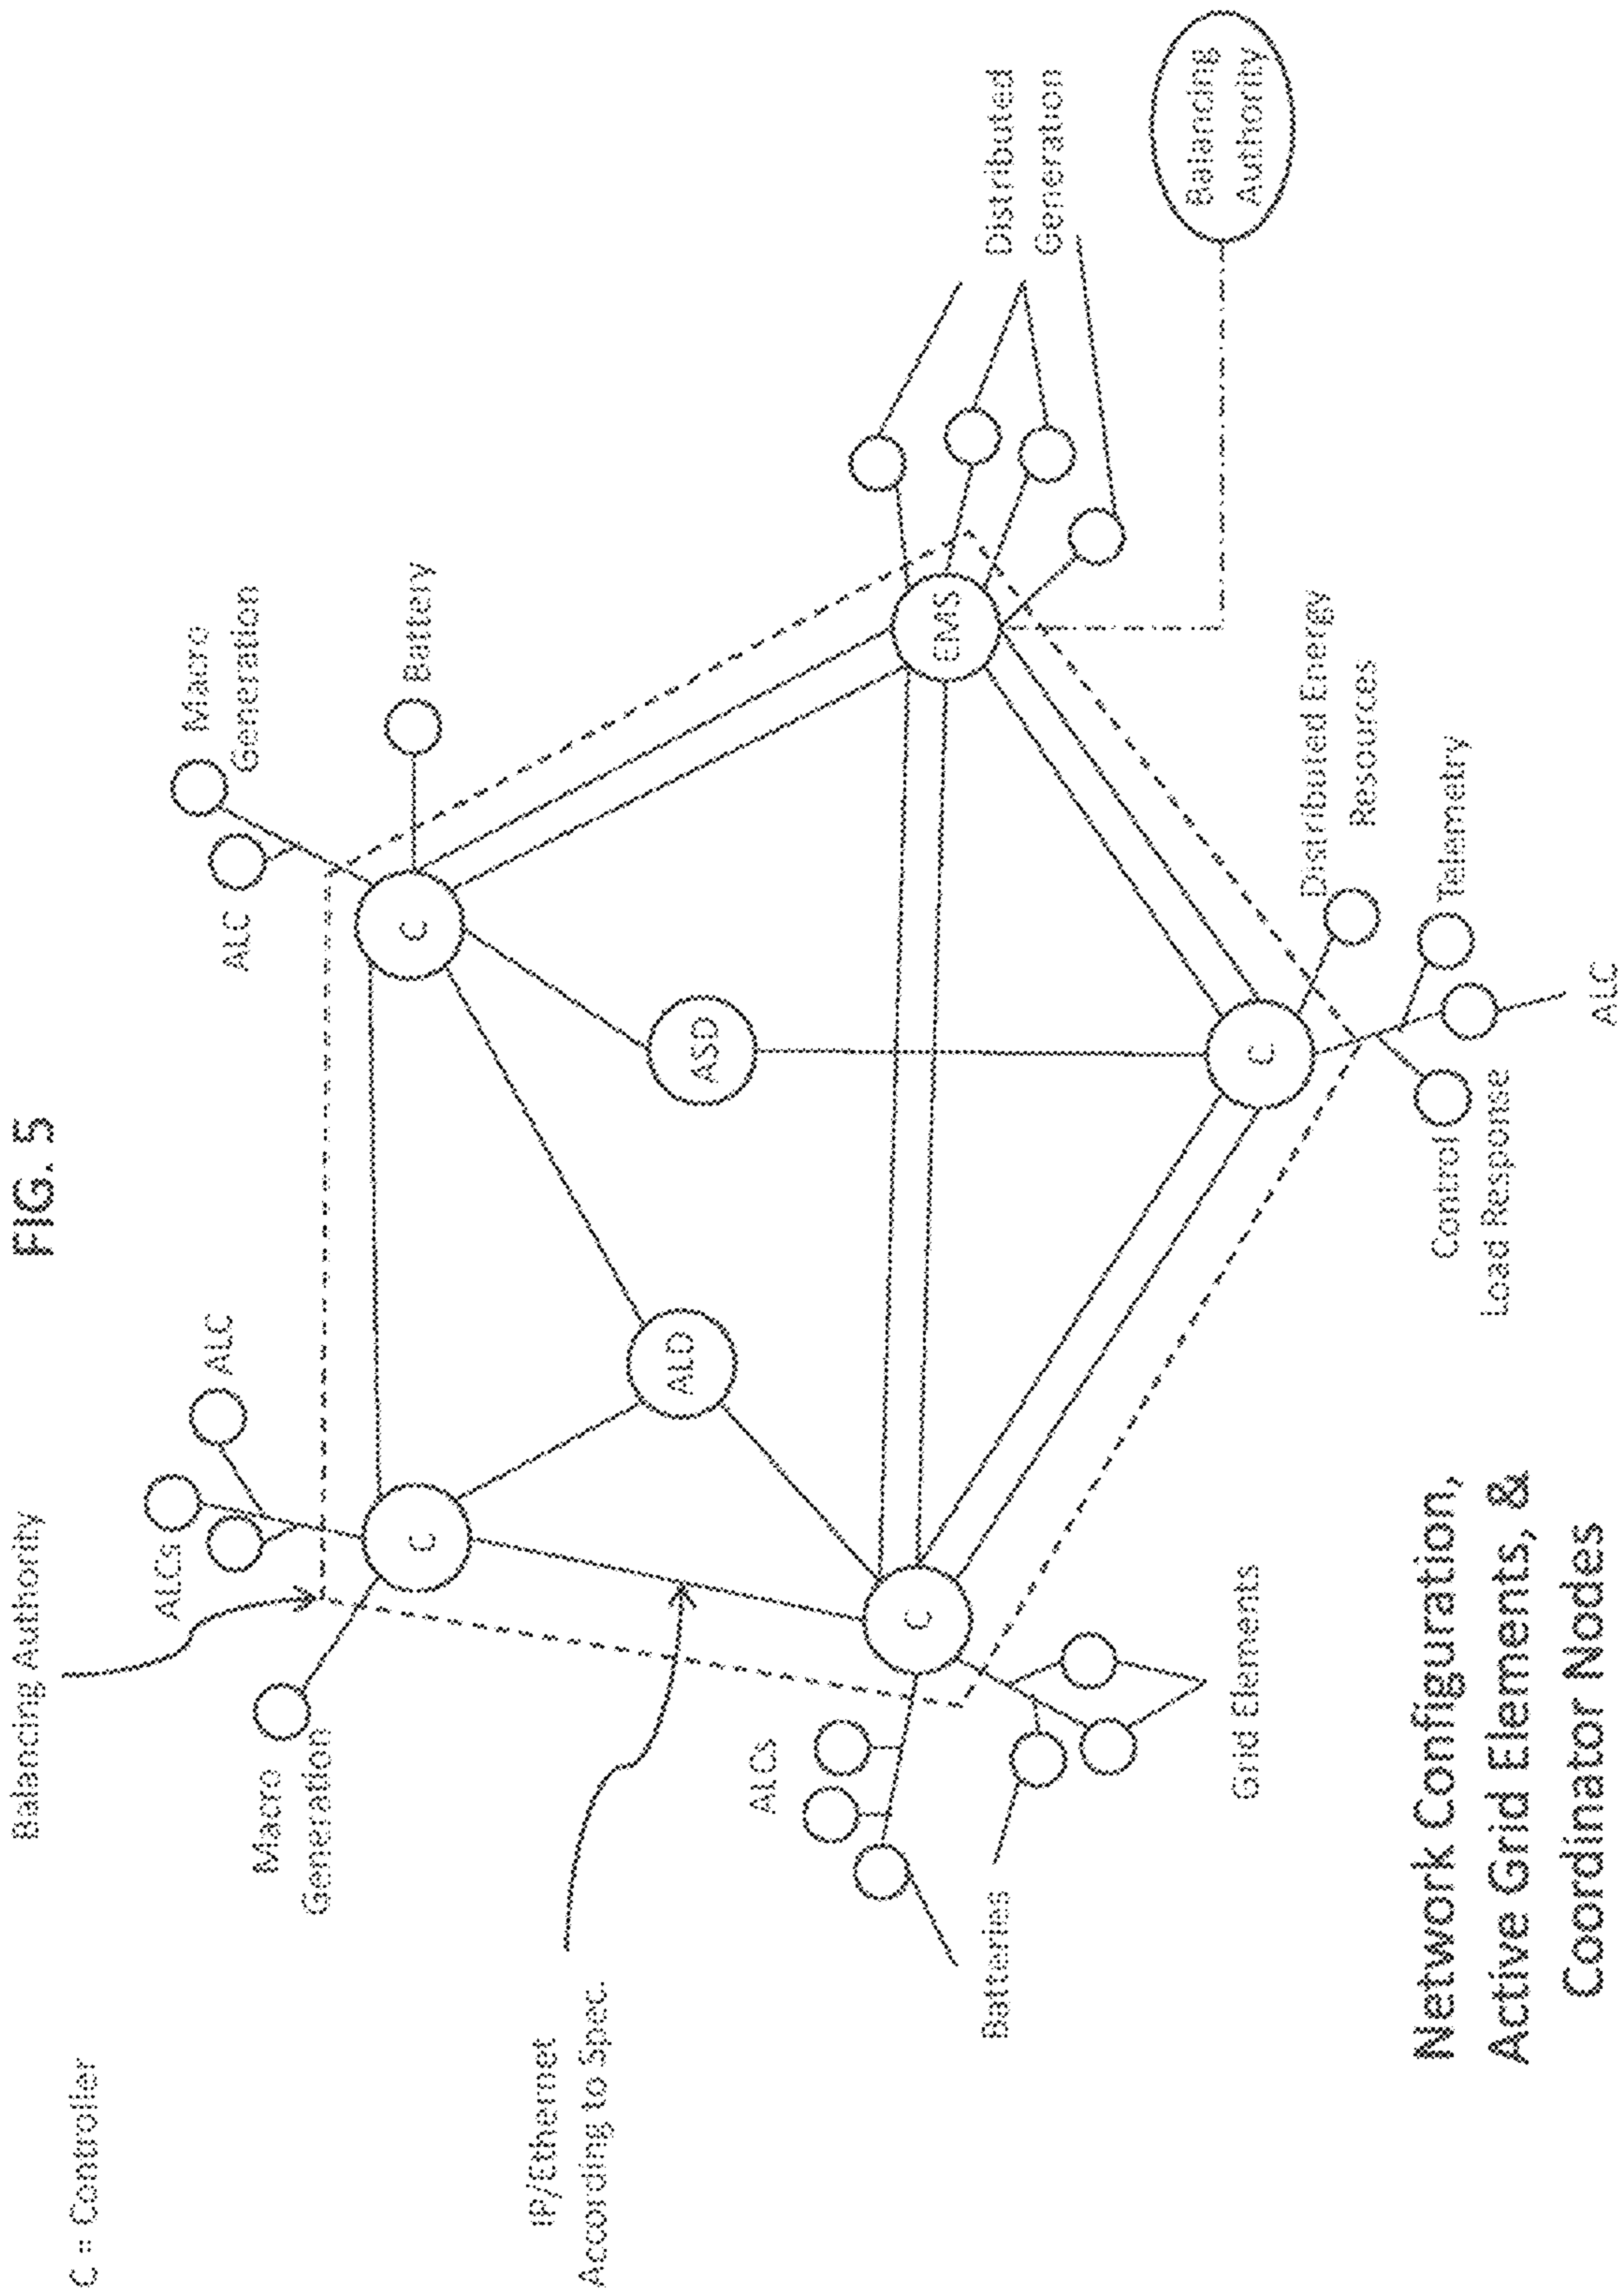 FIG. 5
C = Controller
Balancing Authority
IP/Ethernet
According to Spec.
Macro
Generation
ALCs
ALC
ALC
Macro
Generation
Battery
C
C
ALD
ASD
C
EMS
C
ALCs
Batteries
Grid Elements
Distributed
Generation
Balancing
Authority
Distributed Energy
Resources
Telemetry
ALC
Control
Load Response
Network Configuration,
Active Grid Elements, &
Coordinator Nodes